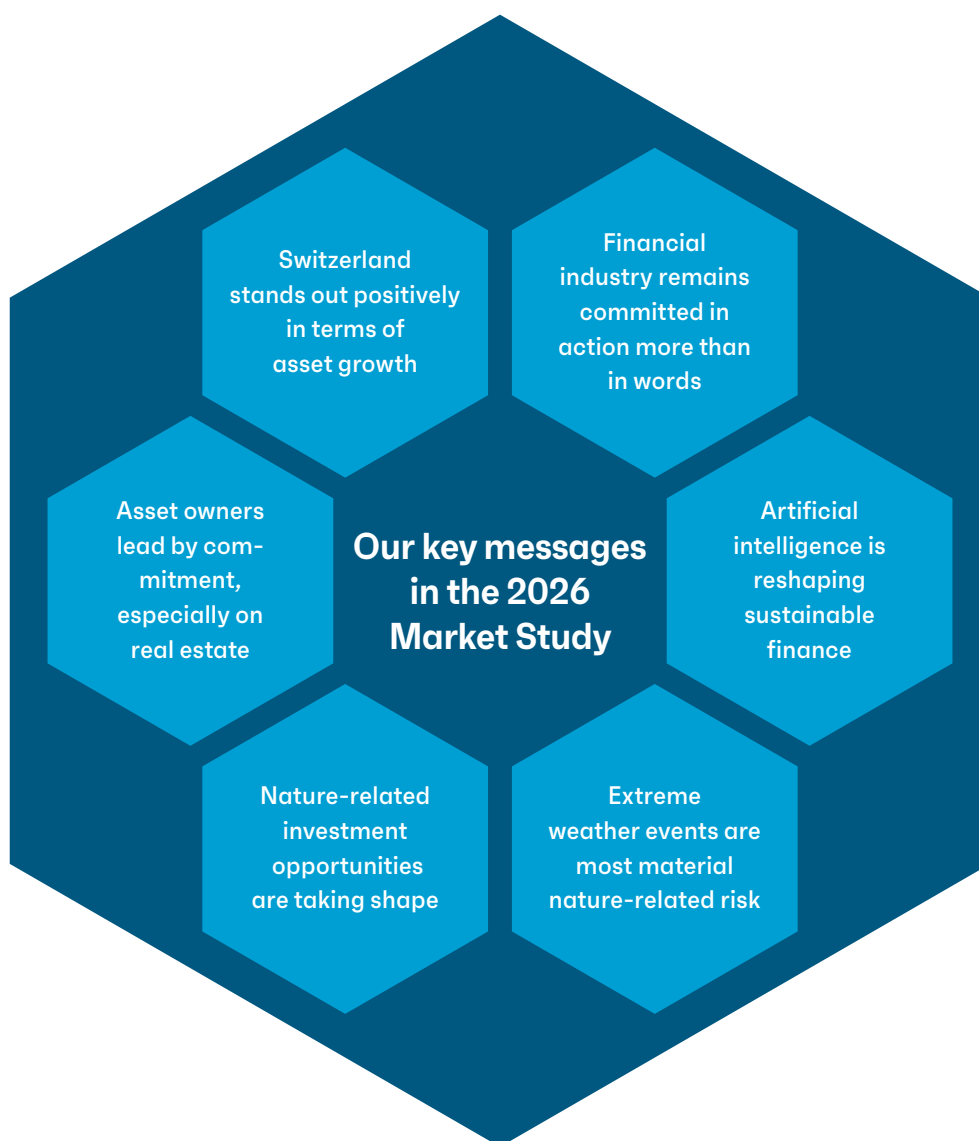 Switzerland
stands out positively
in terms of
asset growth
Financial
industry remains
committed in
action more than
in words
Asset owners
lead by com-
mitment,
especially on
real estate
Our key messages
in the 2026
Market Study
Artificial
intelligence is
reshaping
sustainable
finance
Nature-related
investment
opportunities
are taking shape
Extreme
weather events are
most material
nature-related risk